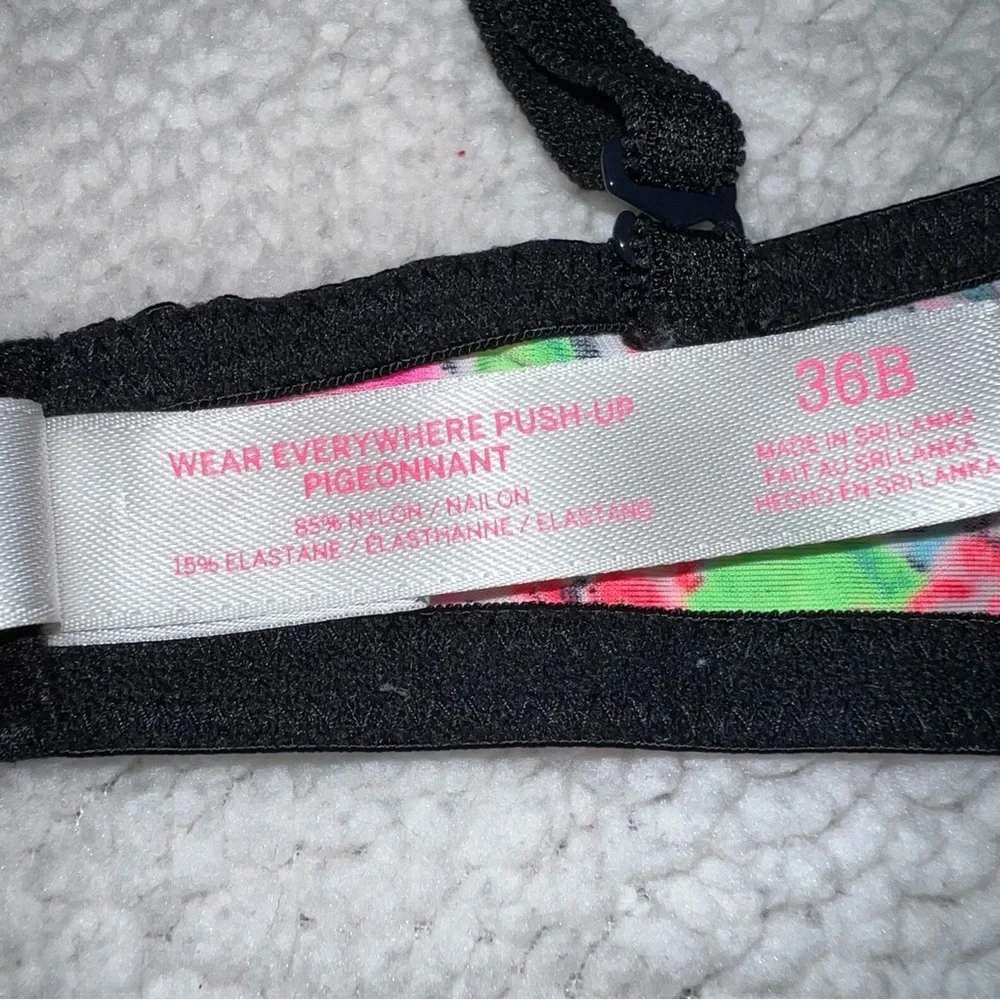 WEAR EVERYWHERE PUSH-UP
PIGEONNANT
85% NYLON / NAILON
15% ELASTANE / ÉLASTHANNE / ELASTANO
36B
MADE IN SRI LANKA
FAIT AU SRI LANKA
HECHO EN SRI LANKA